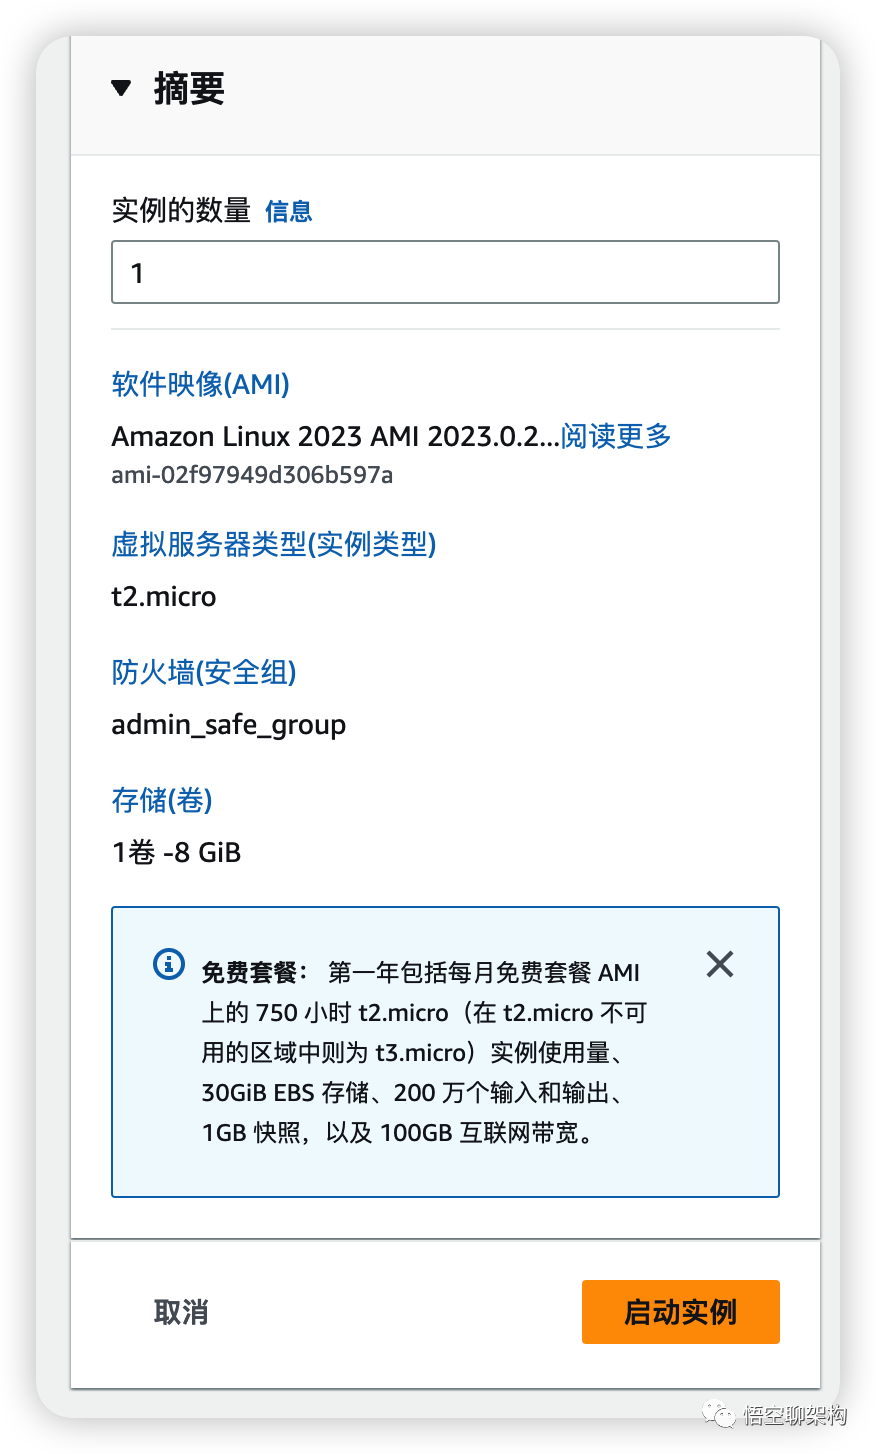 摘要
实例的数量 信息
1
软件映像(AMI)
Amazon Linux 2023 AMI 2023.0.2...阅读更多
ami-02f97949d306b597a
虚拟服务器类型(实例类型)
t2.micro
防火墙(安全组)
admin_safe_group
存储(卷)
1卷 -8 GiB
免费套餐： 第一年包括每月免费套餐 AMI
上的 750 小时 t2.micro（在 t2.micro 不可
用的区域中则为 t3.micro）实例使用量、
30GiB EBS 存储、200 万个输入和输出、
1GB 快照，以及 100GB 互联网带宽。
取消 启动实例
悟空聊架构